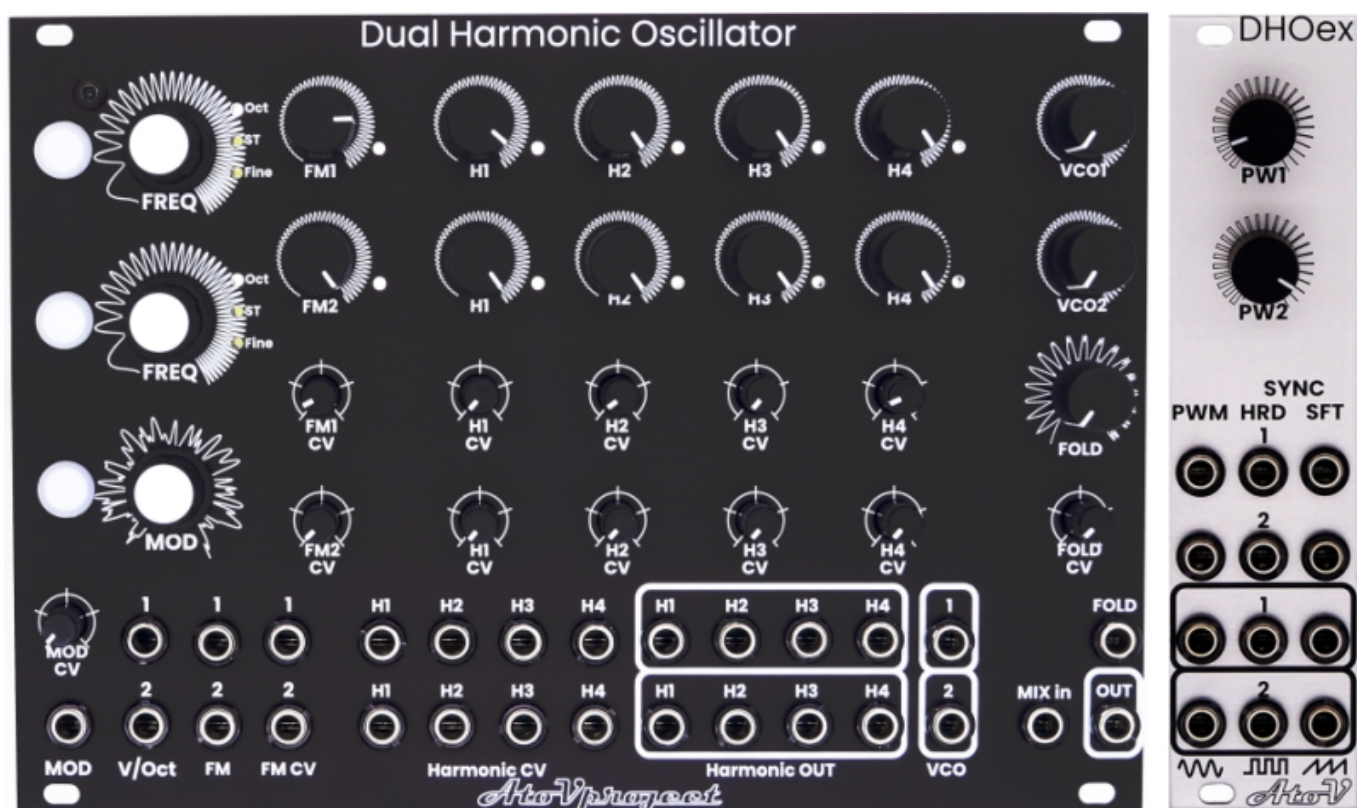 Dual Harmonic Oscillator
DHOex
Oct
ST
Fine
FREQ
FM1 H1 H2 H3 H4 VCO1
PW1
Oct
ST
Fine
FREQ
FM2 H1 H2 H3 H4 VCO2
PW2
FM1 CV H1 CV H2 CV H3 CV H4 CV FOLD
SYNC
PWM HRD SFT
1
MOD
FM2 CV H1 CV H2 CV H3 CV H4 CV FOLD CV
2
MOD CV
1 1 1 H1 H2 H3 H4 H1 H2 H3 H4 1 FOLD
1
2 2 2 H1 H2 H3 H4 H1 H2 H3 H4 2 MIX in OUT
2
MOD V/Oct FM FM CV Harmonic CV Harmonic OUT VCO
AtoVproject
AtoV